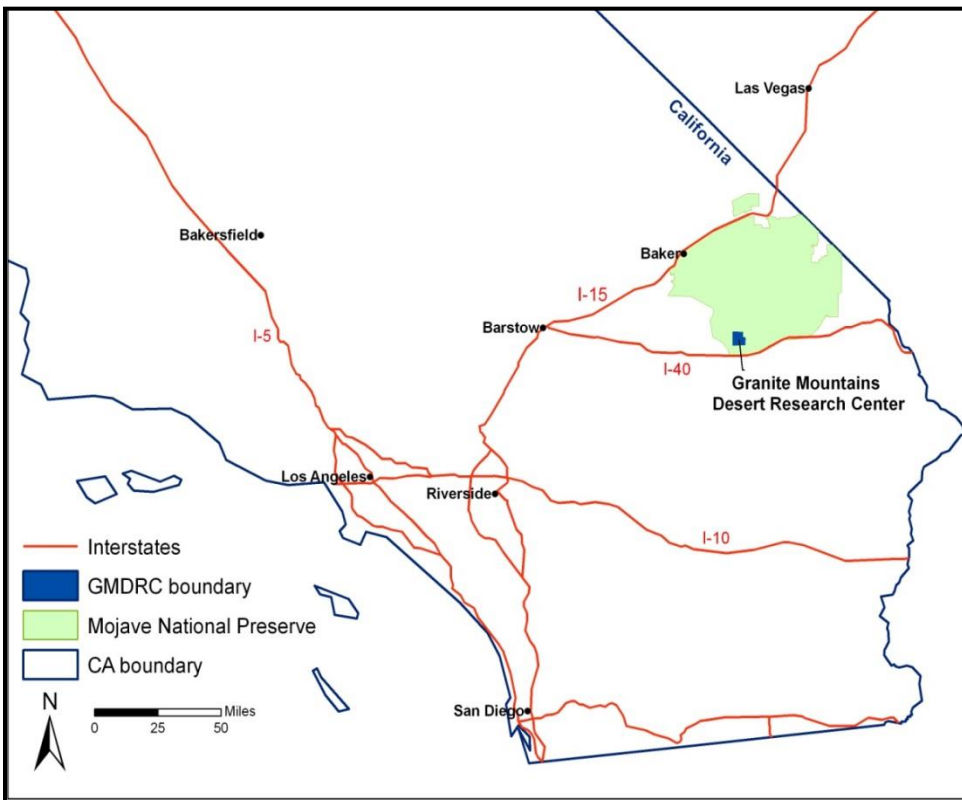 Las Vegas
California
Bakersfield
Baker
I-15
Barstow
I-5
I-40
Granite Mountains
Desert Research Center
Los Angeles
Riverside
I-10
Interstates
GMDRC boundary
Mojave National Preserve
CA boundary
N
Miles
0 25 50
San Diego